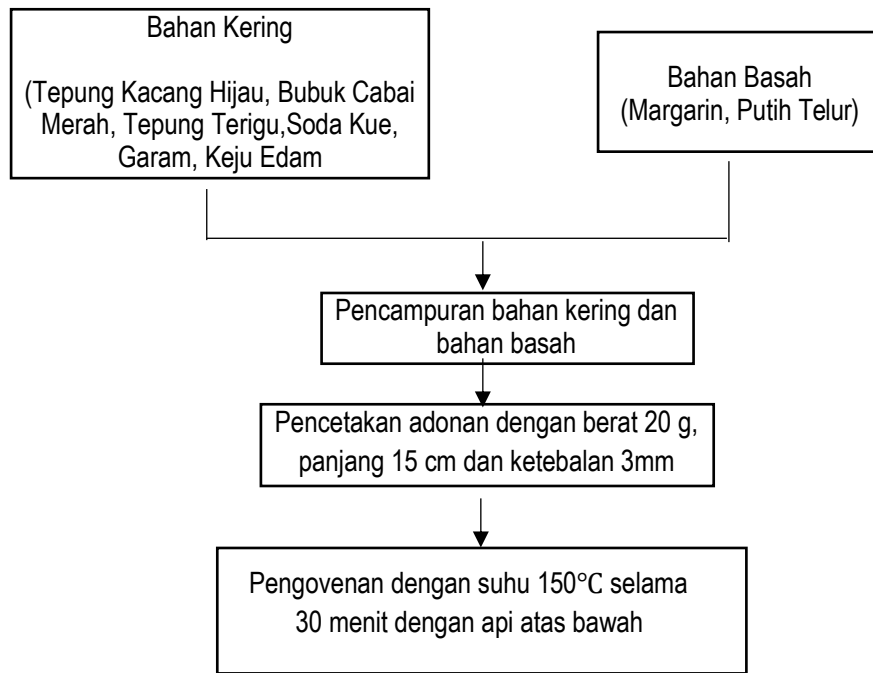 Bahan Kering
(Tepung Kacang Hijau, Bubuk Cabai
Merah, Tepung Terigu,Soda Kue,
Garam, Keju Edam
Bahan Basah
(Margarin, Putih Telur)
Pencampuran bahan kering dan
bahan basah
Pencetakan adonan dengan berat 20 g,
panjang 15 cm dan ketebalan 3mm
Pengovenan dengan suhu 150°C selama
30 menit dengan api atas bawah